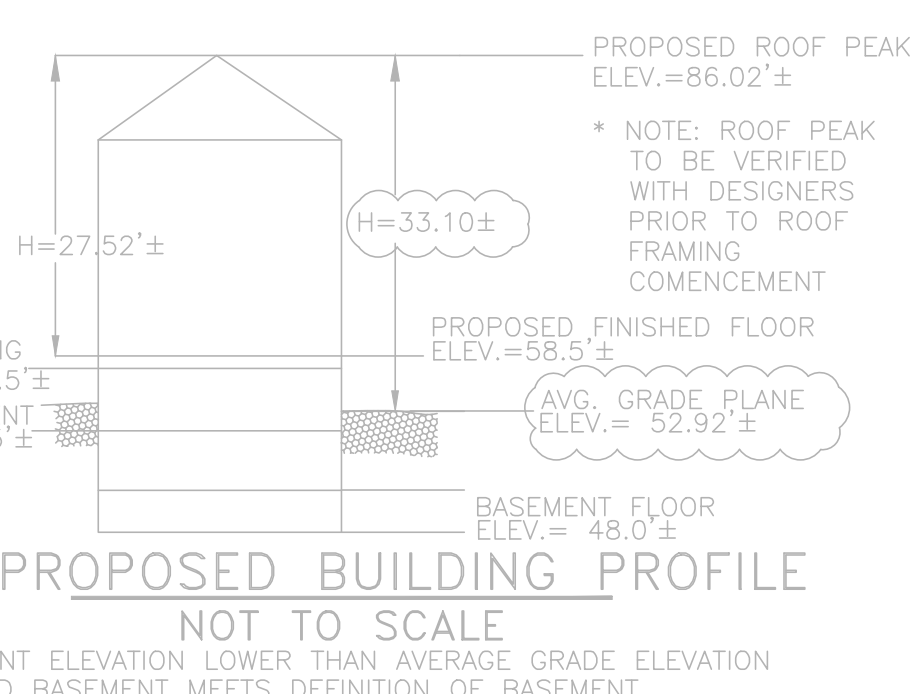 PROPOSED ROOF PEAK
ELEV.=86.02'±
* NOTE: ROOF PEAK
TO BE VERIFIED
WITH DESIGNERS
PRIOR TO ROOF
FRAMING
COMENCEMENT
H=33.10±
H=27.52'±
PROPOSED FINISHED FLOOR
ELEV.=58.5'±
.5'±
AVG. GRADE PLANE
ELEV.= 52.92'±
BASEMENT FLOOR
ELEV.= 48.0'±
PROPOSED BUILDING PROFILE
NOT TO SCALE
NT ELEVATION LOWER THAN AVERAGE GRADE ELEVATION
BASEMENT MEETS DEFINITION OF BASEMENT